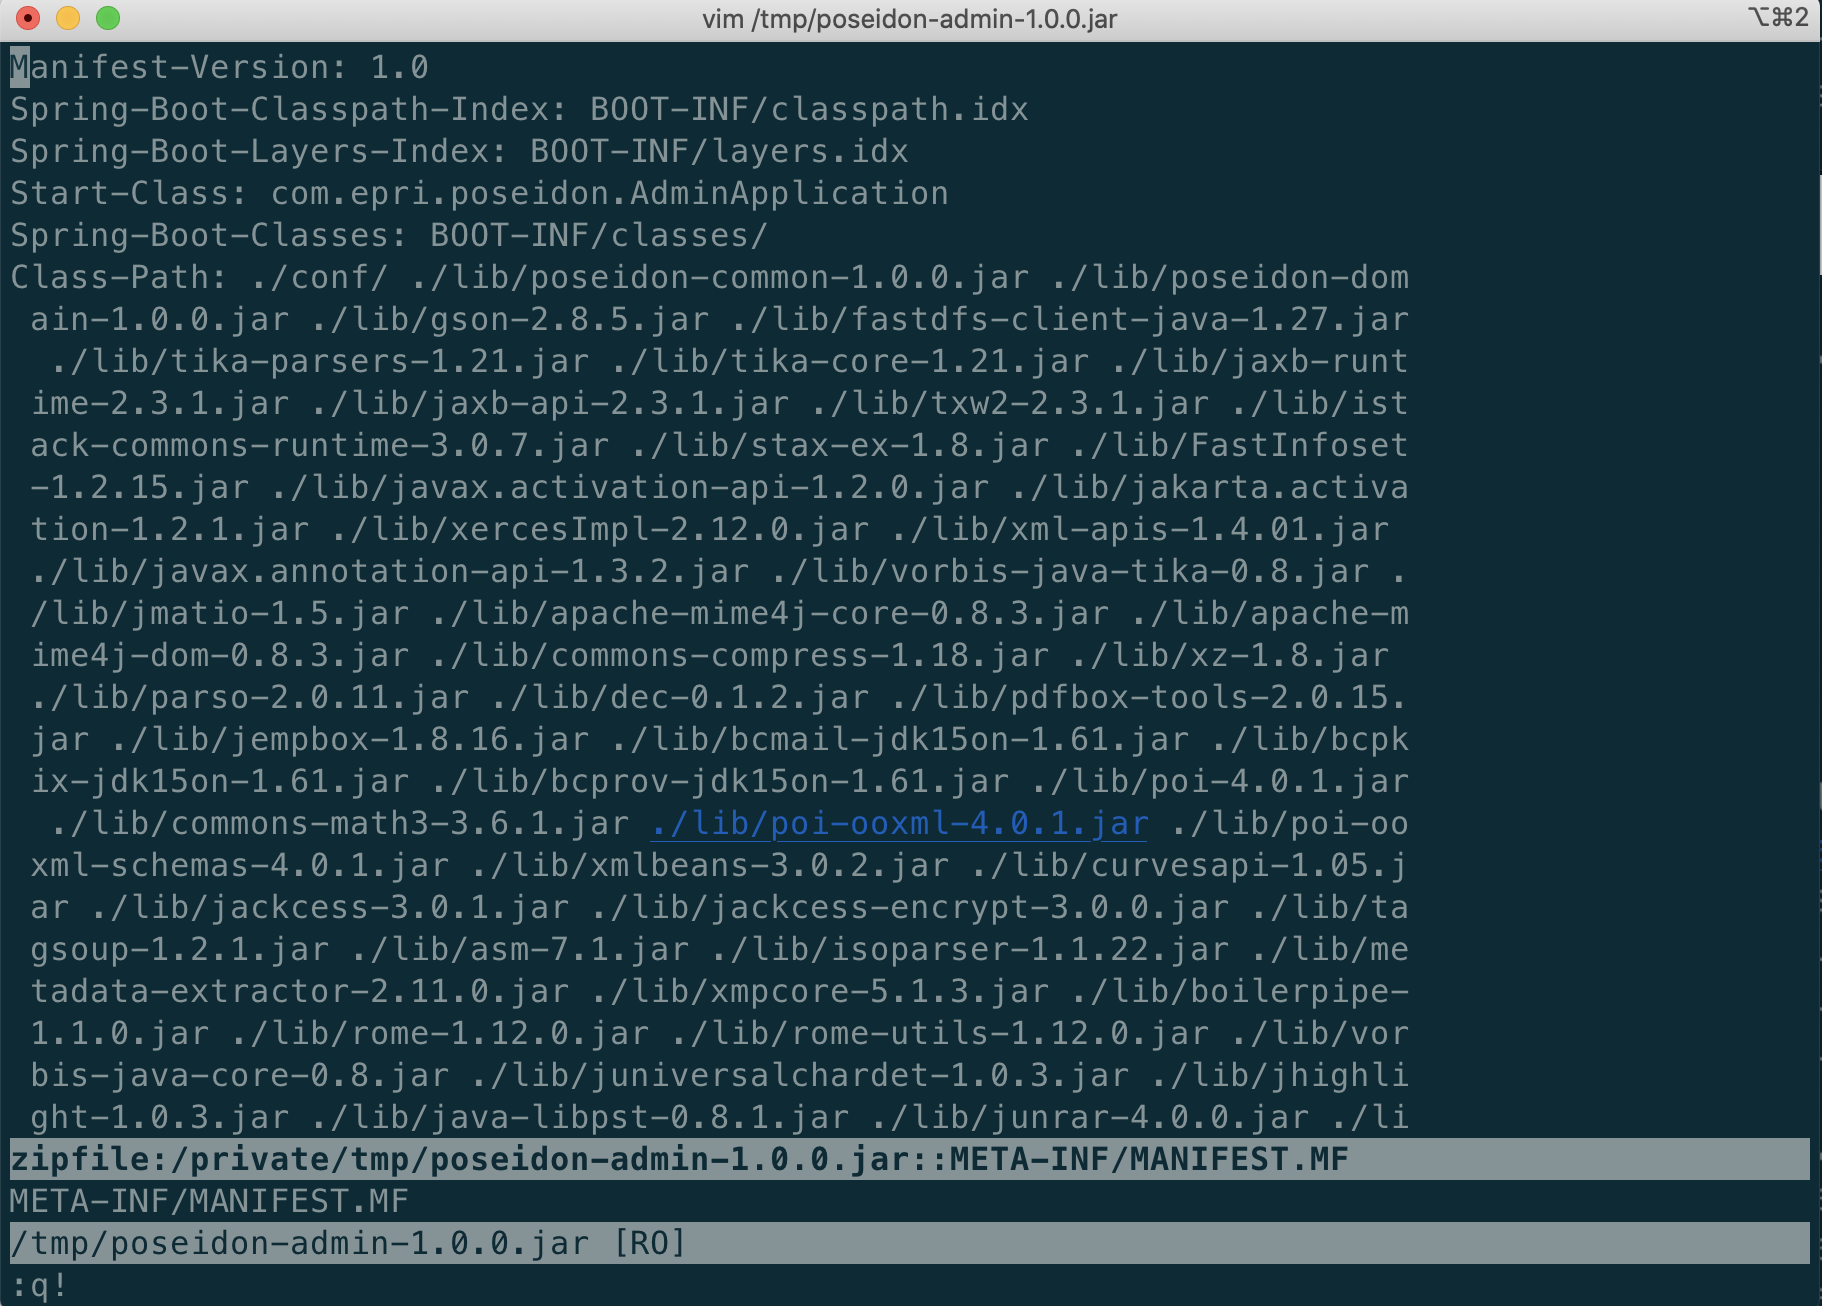 vim /tmp/poseidon-admin-1.0.0.jar ⌥⌘2
Manifest-Version: 1.0
Spring-Boot-Classpath-Index: BOOT-INF/classpath.idx
Spring-Boot-Layers-Index: BOOT-INF/layers.idx
Start-Class: com.epri.poseidon.AdminApplication
Spring-Boot-Classes: BOOT-INF/classes/
Class-Path: ./conf/ ./lib/poseidon-common-1.0.0.jar ./lib/poseidon-dom
 ain-1.0.0.jar ./lib/gson-2.8.5.jar ./lib/fastdfs-client-java-1.27.jar
  ./lib/tika-parsers-1.21.jar ./lib/tika-core-1.21.jar ./lib/jaxb-runt
 ime-2.3.1.jar ./lib/jaxb-api-2.3.1.jar ./lib/txw2-2.3.1.jar ./lib/ist
 ack-commons-runtime-3.0.7.jar ./lib/stax-ex-1.8.jar ./lib/FastInfoset
 -1.2.15.jar ./lib/javax.activation-api-1.2.0.jar ./lib/jakarta.activa
 tion-1.2.1.jar ./lib/xercesImpl-2.12.0.jar ./lib/xml-apis-1.4.01.jar
 ./lib/javax.annotation-api-1.3.2.jar ./lib/vorbis-java-tika-0.8.jar .
 /lib/jmatio-1.5.jar ./lib/apache-mime4j-core-0.8.3.jar ./lib/apache-m
 ime4j-dom-0.8.3.jar ./lib/commons-compress-1.18.jar ./lib/xz-1.8.jar
 ./lib/parso-2.0.11.jar ./lib/dec-0.1.2.jar ./lib/pdfbox-tools-2.0.15.
 jar ./lib/jempbox-1.8.16.jar ./lib/bcmail-jdk15on-1.61.jar ./lib/bcpk
 ix-jdk15on-1.61.jar ./lib/bcprov-jdk15on-1.61.jar ./lib/poi-4.0.1.jar
  ./lib/commons-math3-3.6.1.jar ./lib/poi-ooxml-4.0.1.jar ./lib/poi-oo
 xml-schemas-4.0.1.jar ./lib/xmlbeans-3.0.2.jar ./lib/curvesapi-1.05.j
 ar ./lib/jackcess-3.0.1.jar ./lib/jackcess-encrypt-3.0.0.jar ./lib/ta
 gsoup-1.2.1.jar ./lib/asm-7.1.jar ./lib/isoparser-1.1.22.jar ./lib/me
 tadata-extractor-2.11.0.jar ./lib/xmpcore-5.1.3.jar ./lib/boilerpipe-
 1.1.0.jar ./lib/rome-1.12.0.jar ./lib/rome-utils-1.12.0.jar ./lib/vor
 bis-java-core-0.8.jar ./lib/juniversalchardet-1.0.3.jar ./lib/jhighli
 ght-1.0.3.jar ./lib/java-libpst-0.8.1.jar ./lib/junrar-4.0.0.jar ./li
zipfile:/private/tmp/poseidon-admin-1.0.0.jar::META-INF/MANIFEST.MF
META-INF/MANIFEST.MF
/tmp/poseidon-admin-1.0.0.jar [RO]
:q!